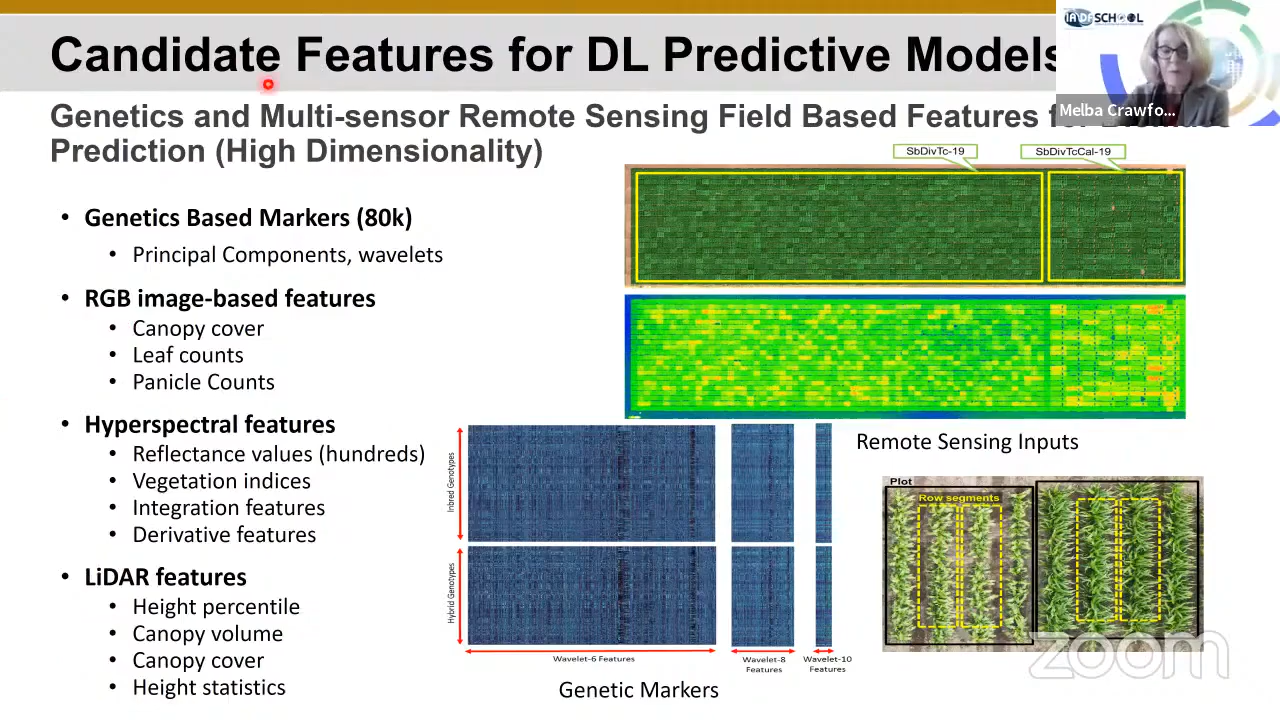 Candidate Features for DL Predictive Models
IADF SCHOOL
Melba Crawfo...
Genetics and Multi-sensor Remote Sensing Field Based Features
Prediction (High Dimensionality)
SbDivTc-19
SbDivTcCal-19
• Genetics Based Markers (80k)
• Principal Components, wavelets
• RGB image-based features
• Canopy cover
• Leaf counts
• Panicle Counts
• Hyperspectral features
• Reflectance values (hundreds)
• Vegetation indices
• Integration features
• Derivative features
• LiDAR features
• Height percentile
• Canopy volume
• Canopy cover
• Height statistics
Inbred Genotypes
Hybrid Genotypes
Wavelet-6 Features
Wavelet-8
Features
Wavelet-10
Features
Genetic Markers
Remote Sensing Inputs
Plot
Row segments
zoom